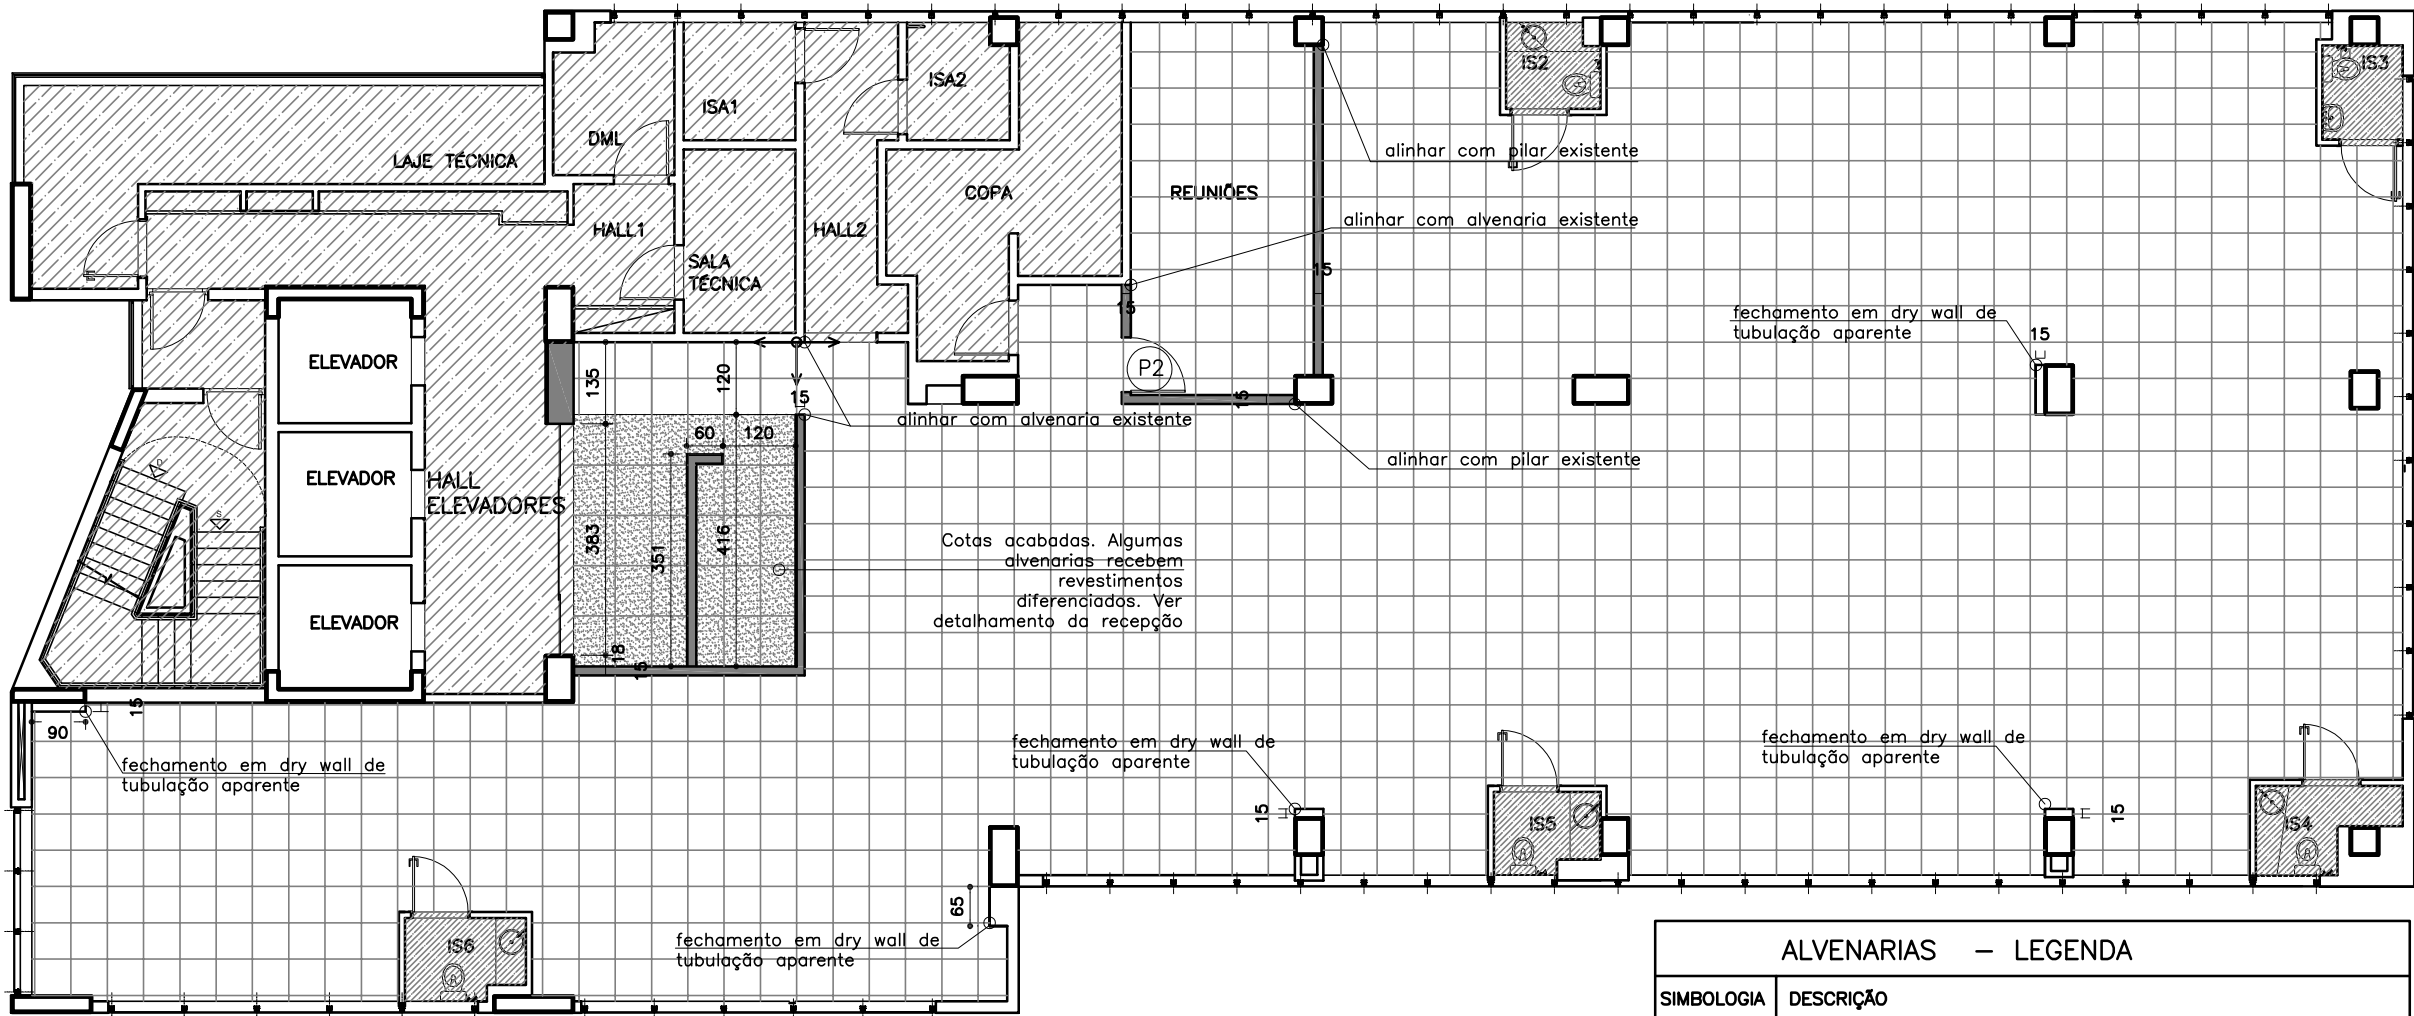 IS2
IS3
ISA2
ISA1
DML
LAJE TÉCNICA
alinhar com pilar existente
COPA
REUNIÕES
alinhar com alvenaria existente
HALL1
HALL2
SALA
TÉCNICA
15
15
fechamento em dry wall de
tubulação aparente
15
ELEVADOR
P2
135
120
15
15
alinhar com alvenaria existente
60
120
alinhar com pilar existente
ELEVADOR
HALL
ELEVADORES
D
S
383
351
416
Cotas acabadas. Algumas
alvenarias recebem
revestimentos
diferenciados. Ver
detalhamento da recepção
ELEVADOR
18
15
15
90
fechamento em dry wall de
tubulação aparente
fechamento em dry wall de
tubulação aparente
fechamento em dry wall de
tubulação aparente
15
IS5
15
IS4
65
fechamento em dry wall de
tubulação aparente
IS6
ALVENARIAS – LEGENDA
SIMBOLOGIA DESCRIÇÃO